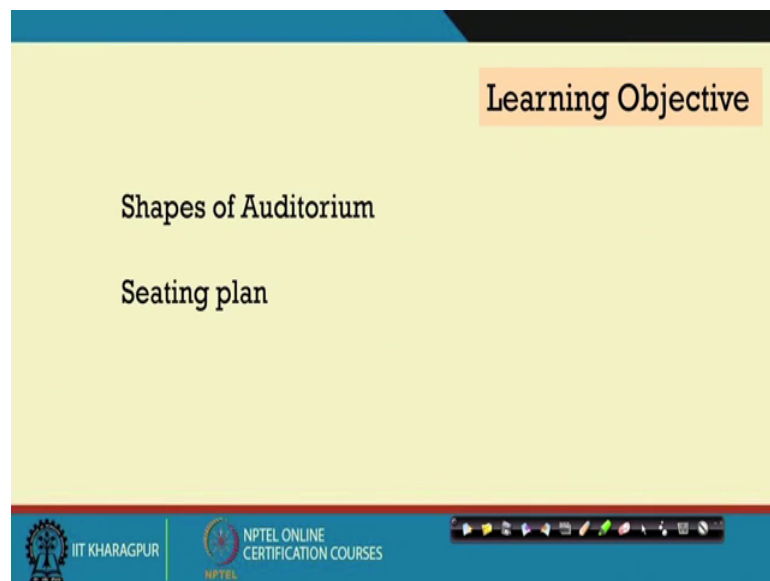 Learning Objective
Shapes of Auditorium
Seating plan
IIT KHARAGPUR
NPTEL ONLINE
CERTIFICATION COURSES
NPTEL